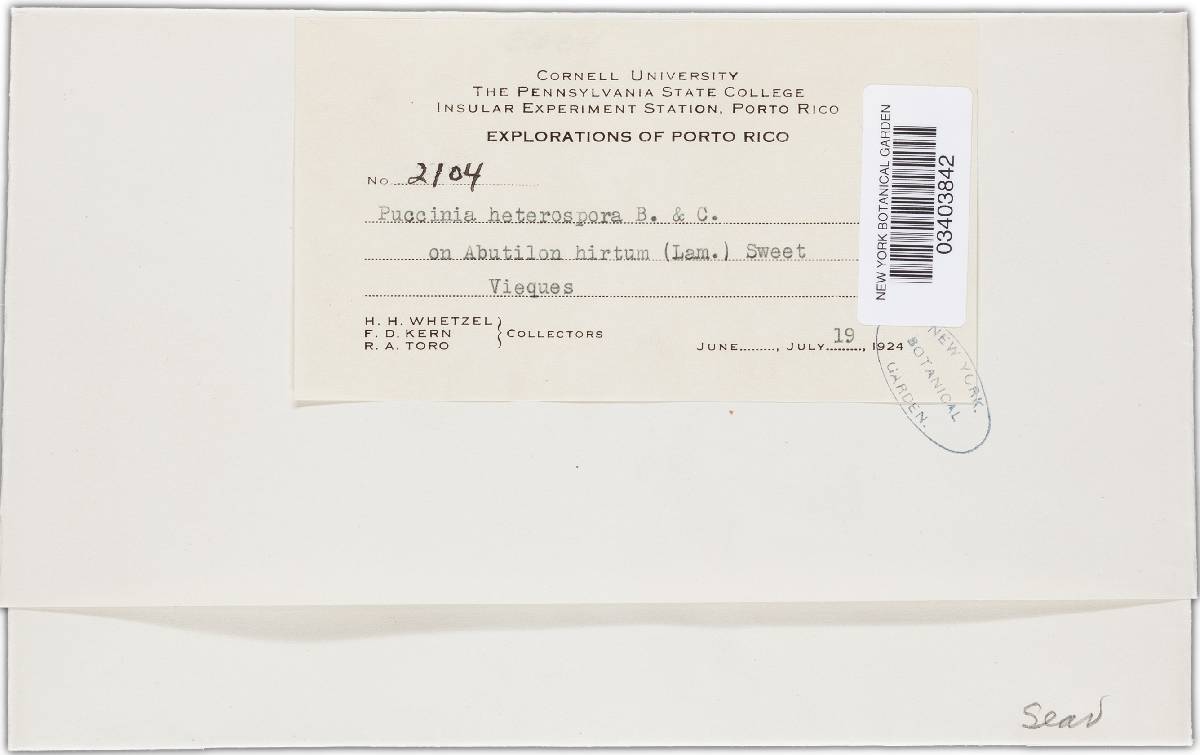 CORNELL UNIVERSITY
THE PENNSYLVANIA STATE COLLEGE
INSULAR EXPERIMENT STATION, PORTO RICO
EXPLORATIONS OF PORTO RICO
No. 2104
Puccinia heterospora B. & C.
on Abutilon hirtum (Lam.) Sweet
Vieques
H. H. WHETZEL
F. D. KERN
R. A. TORO
COLLECTORS
JUNE........, JULY 19, 1924
NEW YORK BOTANICAL GARDEN
03403842
NEW YORK
BOTANICAL
GARDEN.